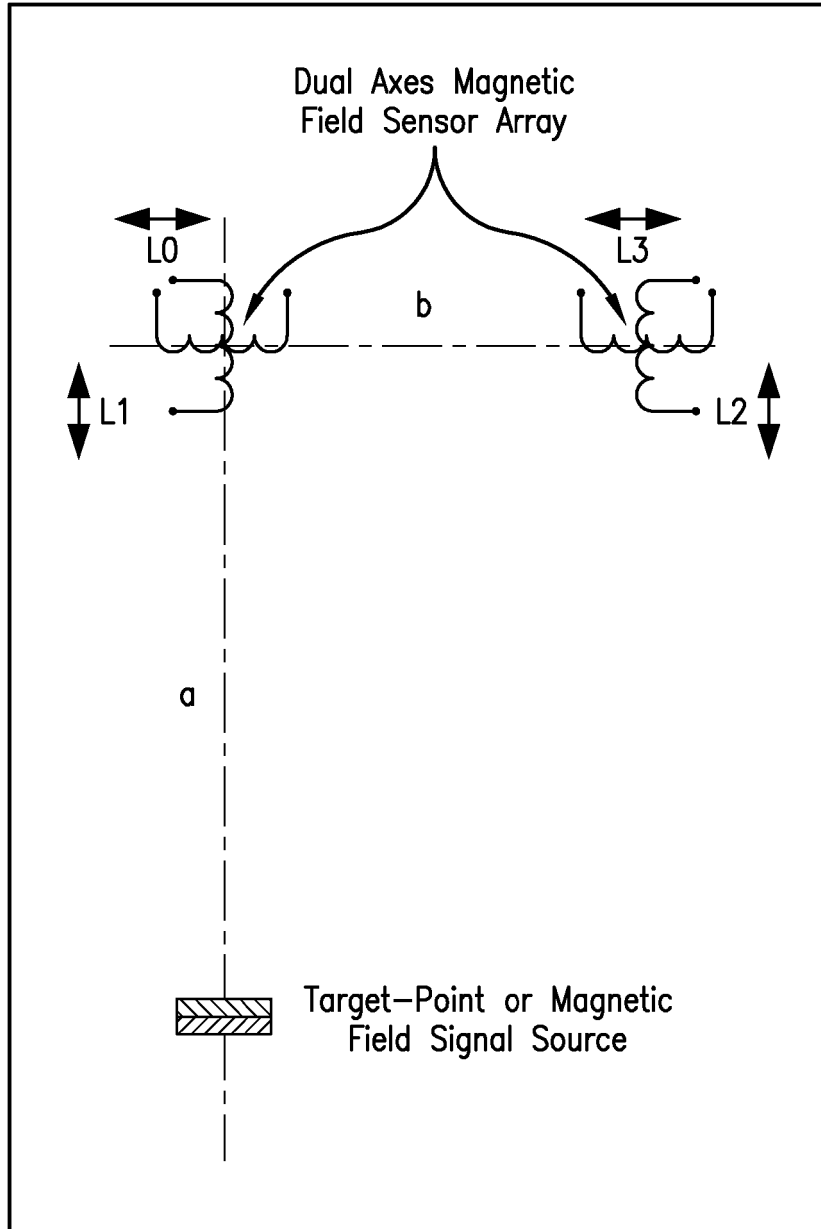 Dual Axes Magnetic
Field Sensor Array
L0
L3
b
L1
L2
a
Target-Point or Magnetic
Field Signal Source